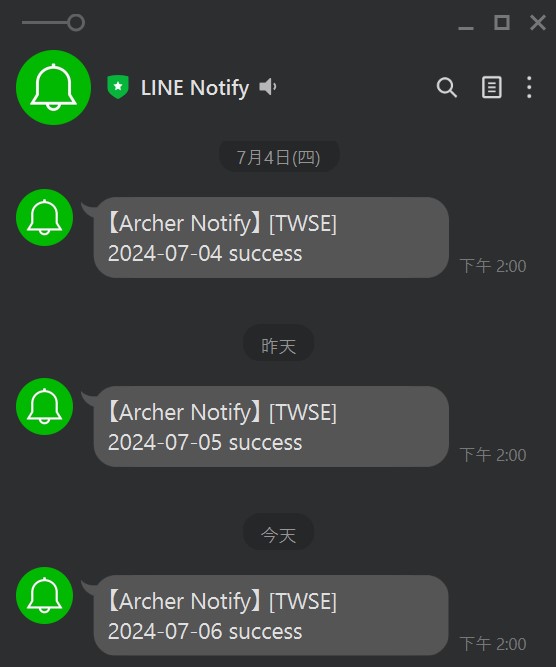 LINE Notify
7月4日(四)
【Archer Notify】 [TWSE]
2024-07-04 success
下午 2:00
昨天
【Archer Notify】 [TWSE]
2024-07-05 success
下午 2:00
今天
【Archer Notify】 [TWSE]
2024-07-06 success
下午 2:00